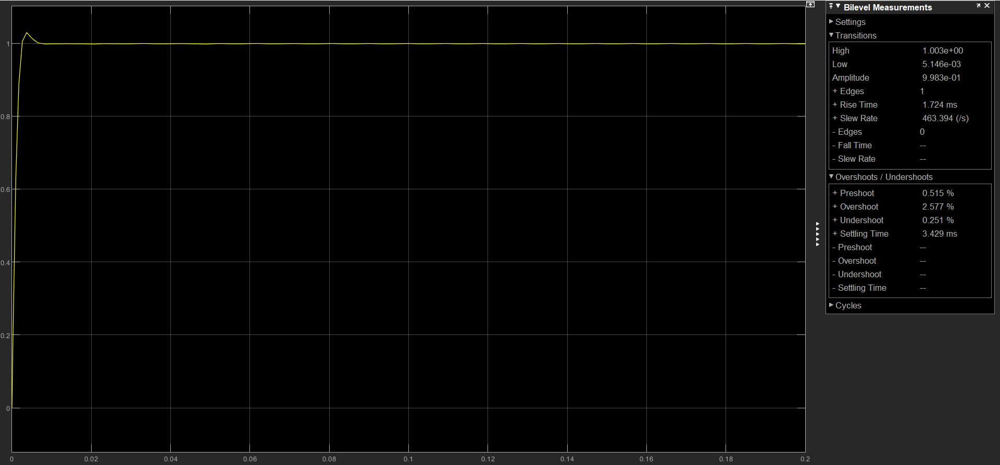 1
0.8
0.6
0.4
0.2
0
0 0.02 0.04 0.06 0.08 0.1 0.12 0.14 0.16 0.18 0.2
Bilevel Measurements
Settings
Transitions
High 1.003e+00
Low 5.146e-03
Amplitude 9.983e-01
+ Edges 1
+ Rise Time 1.724 ms
+ Slew Rate 463.394 (/s)
- Edges 0
- Fall Time --
- Slew Rate --
Overshoots / Undershoots
+ Preshoot 0.515 %
+ Overshoot 2.577 %
+ Undershoot 0.251 %
+ Settling Time 3.429 ms
- Preshoot --
- Overshoot --
- Undershoot --
- Settling Time --
Cycles